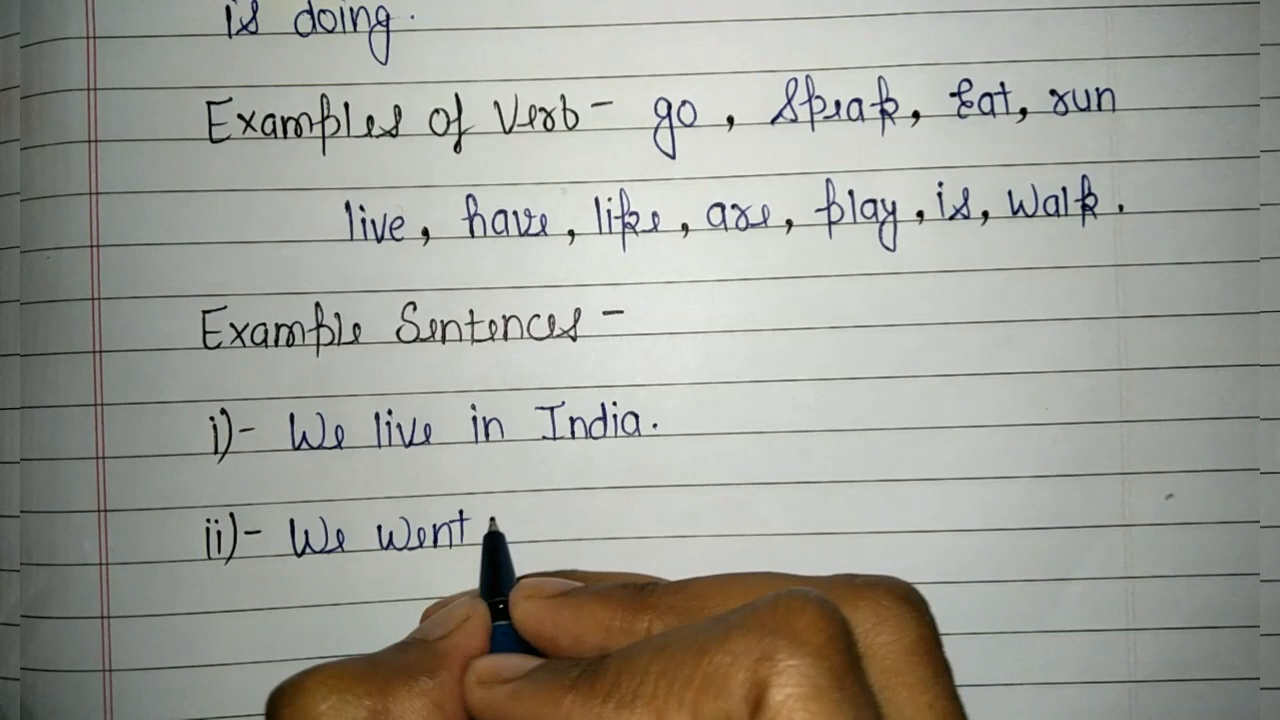 is doing.
Examples of Verb - go, Speak, Eat, run
live, have, like, are, play, is, Walk.
Example Sentences -
i)- We live in India.
ii)- We Went